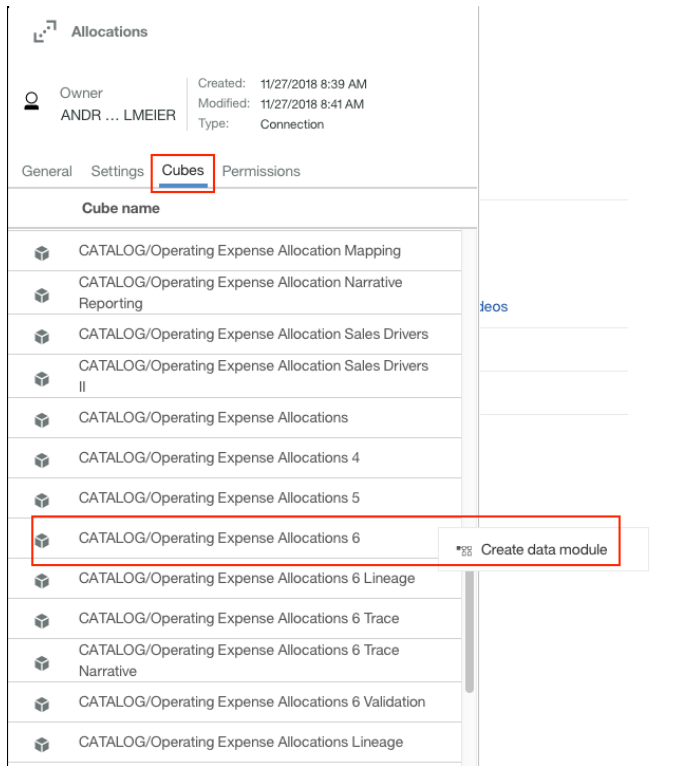 Allocations
Owner
ANDR ... LMEIER
Created: 11/27/2018 8:39 AM
Modified: 11/27/2018 8:41 AM
Type: Connection
General Settings Cubes Permissions
Cube name
CATALOG/Operating Expense Allocation Mapping
CATALOG/Operating Expense Allocation Narrative
Reporting
deos
CATALOG/Operating Expense Allocation Sales Drivers
CATALOG/Operating Expense Allocation Sales Drivers
II
CATALOG/Operating Expense Allocations
CATALOG/Operating Expense Allocations 4
CATALOG/Operating Expense Allocations 5
CATALOG/Operating Expense Allocations 6
Create data module
CATALOG/Operating Expense Allocations 6 Lineage
CATALOG/Operating Expense Allocations 6 Trace
CATALOG/Operating Expense Allocations 6 Trace
Narrative
CATALOG/Operating Expense Allocations 6 Validation
CATALOG/Operating Expense Allocations Lineage